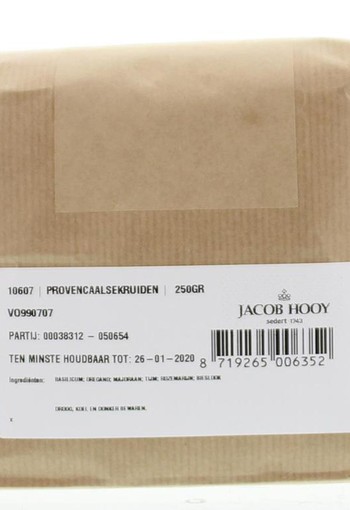 10607 | PROVENCAALSEKRUIDEN | 250GR
VO990707
JACOB HOOY
sedert 1743
PARTIJ: 00038312 – 050654
TEN MINSTE HOUDBAAR TOT: 26-01-2020
8 719265 006352
Ingrediënten: BASILICUM; OREGANO; MAJORAAN; TIJM; ROZEMARIJN; BIESLOOK
DROOG, KOEL EN DONKER BEWAREN.